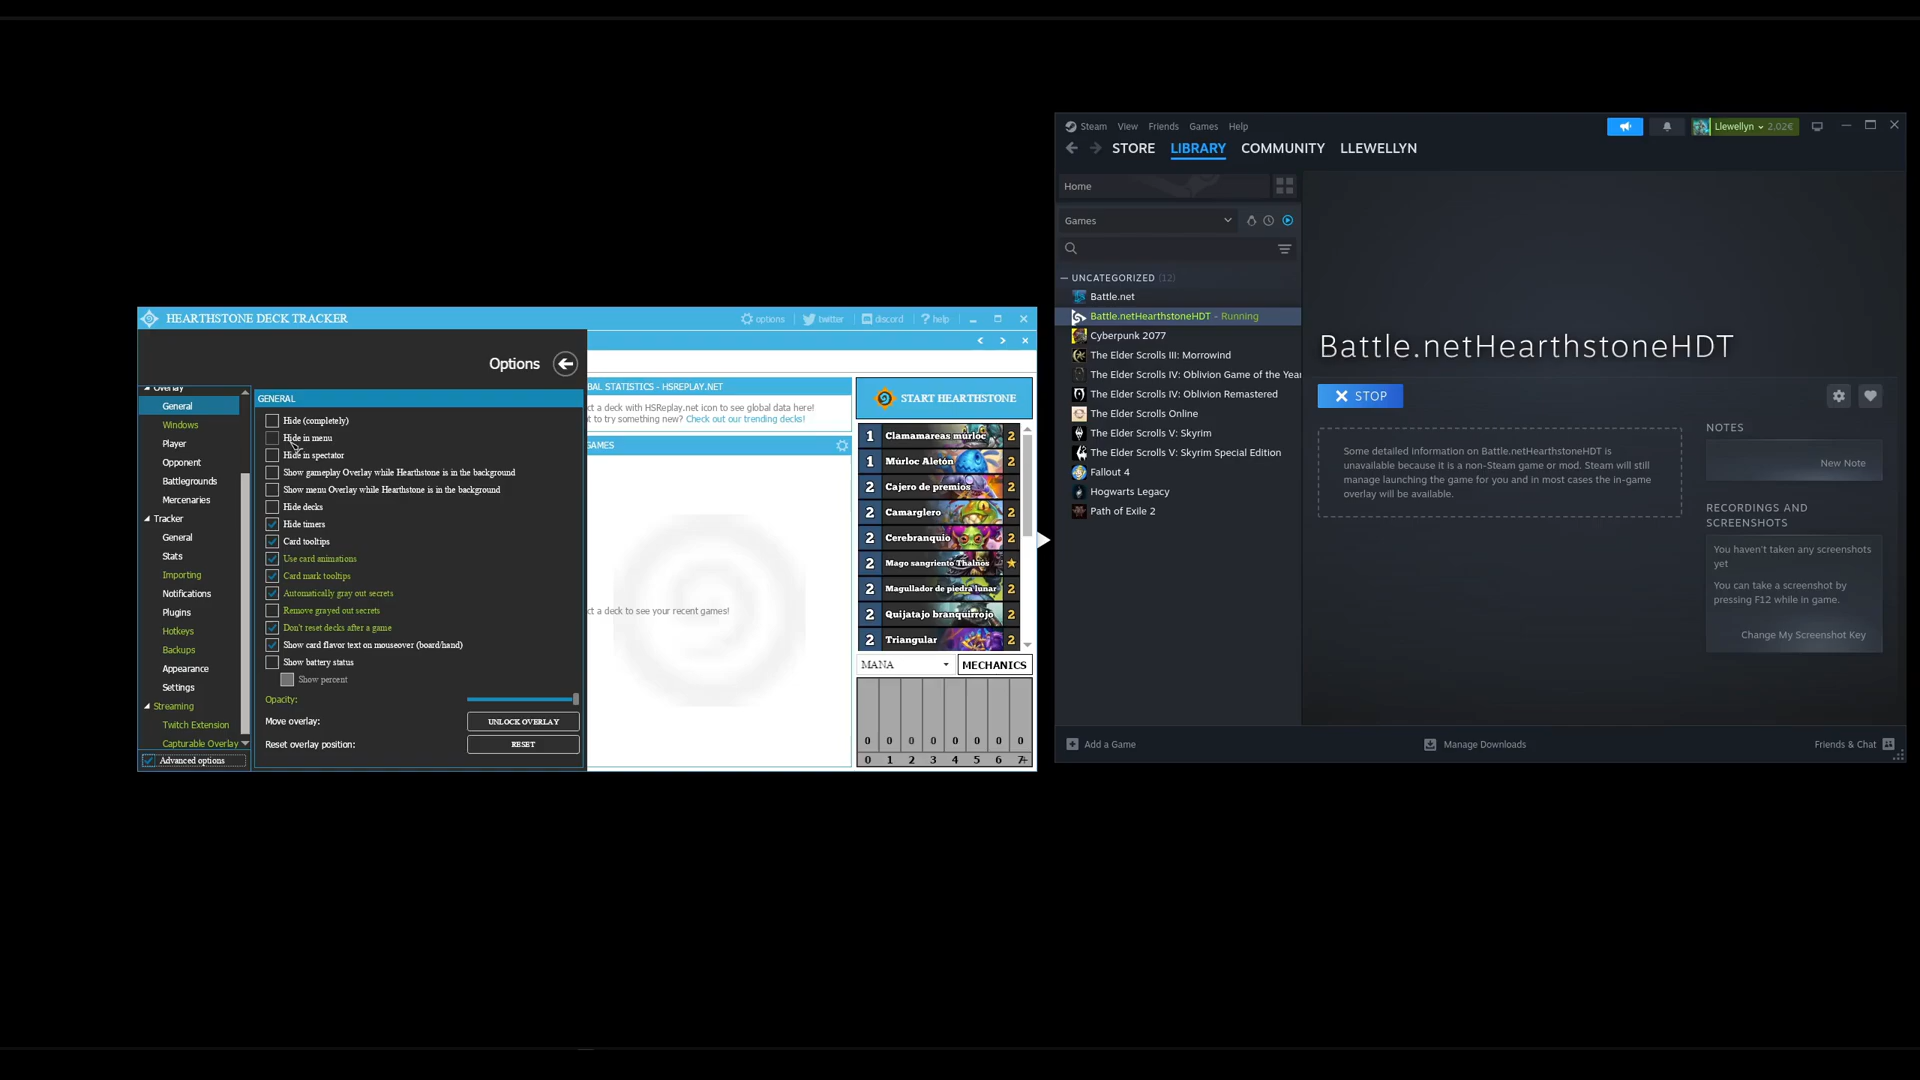 HEARTHSTONE DECK TRACKER
options
twitter
discord
? help
Options
Overlay
General
Windows
Player
Opponent
Battlegrounds
Mercenaries
Tracker
General
Stats
Importing
Notifications
Plugins
Hotkeys
Backups
Appearance
Settings
Streaming
Twitch Extension
Capturable Overlay
Advanced options
GENERAL
Hide (completely)
Hide in menu
Hide in spectator
Show gameplay Overlay while Hearthstone is in the background
Show menu Overlay while Hearthstone is in the background
Hide decks
Hide timers
Card tooltips
Use card animations
Card mark tooltips
Automatically gray out secrets
Remove grayed out secrets
Don't reset decks after a game
Show card flavor text on mouseover (board/hand)
Show battery status
Show percent
Opacity:
Move overlay:
UNLOCK OVERLAY
Reset overlay position:
RESET
BAL STATISTICS - HSREPLAY.NET
ct a deck with HSReplay.net icon to see global data here!
t to try something new? Check out our trending decks!
GAMES
ct a deck to see your recent games!
START HEARTHSTONE
1 Clamamareas múrloc 2
1 Múrloc Aletón 2
2 Cajero de premios 2
2 Camarglero 2
2 Cerebranquio 2
2 Mago sangriento Thalnos
2 Magullador de piedra lunar 2
2 Quijatajo branquirrojo 2
2 Triangular 2
MANA
MECHANICS
0 0 0 0 0 0 0 0
0 1 2 3 4 5 6 7+
Steam View Friends Games Help
Llewellyn 2,02€
STORE LIBRARY COMMUNITY LLEWELLYN
Home
Games
UNCATEGORIZED (12)
Battle.net
Battle.netHearthstoneHDT - Running
Cyberpunk 2077
The Elder Scrolls III: Morrowind
The Elder Scrolls IV: Oblivion Game of the Year
The Elder Scrolls IV: Oblivion Remastered
The Elder Scrolls Online
The Elder Scrolls V: Skyrim
The Elder Scrolls V: Skyrim Special Edition
Fallout 4
Hogwarts Legacy
Path of Exile 2
Battle.netHearthstoneHDT
STOP
Some detailed information on Battle.netHearthstoneHDT is
unavailable because it is a non-Steam game or mod. Steam will still
manage launching the game for you and in most cases the in-game
overlay will be available.
NOTES
New Note
RECORDINGS AND
SCREENSHOTS
You haven't taken any screenshots
yet
You can take a screenshot by
pressing F12 while in game.
Change My Screenshot Key
Add a Game
Manage Downloads
Friends & Chat